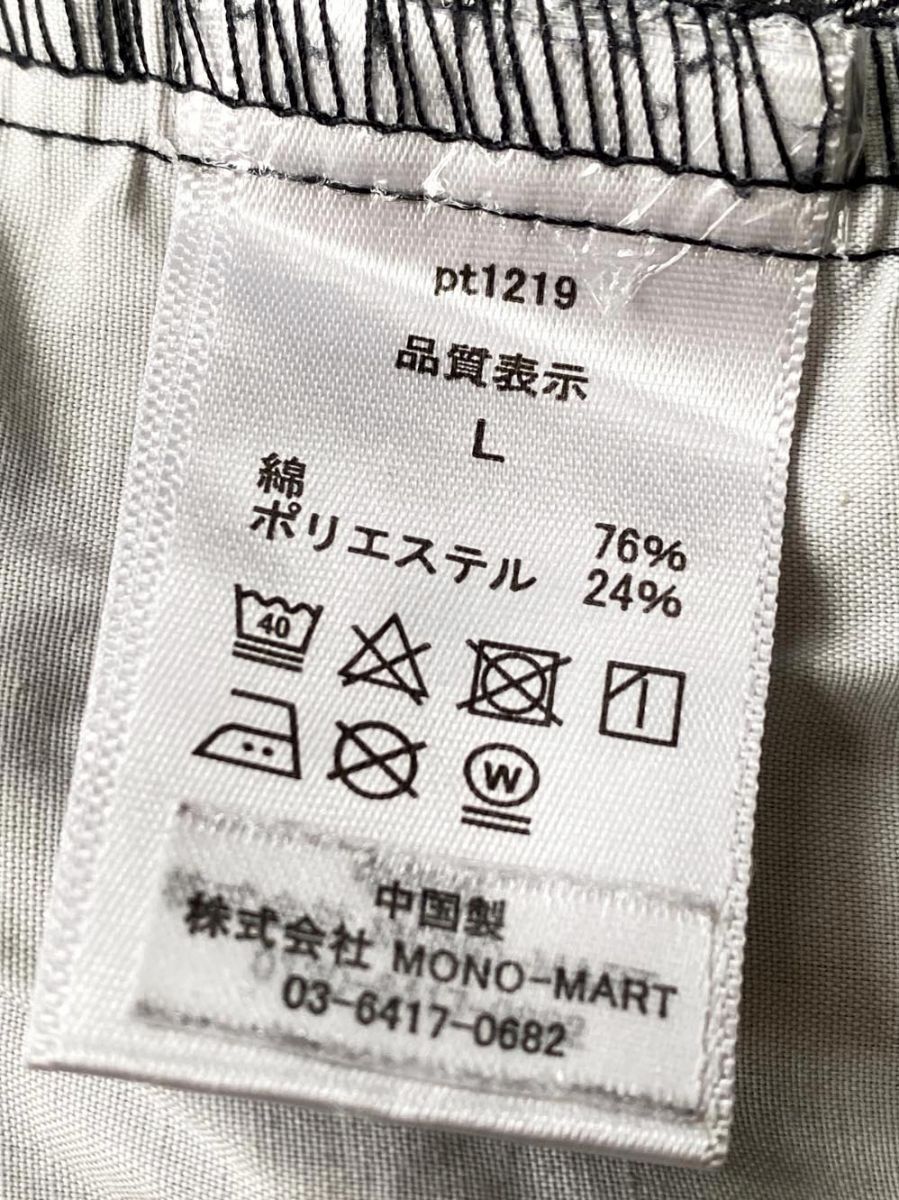 pt1219
品質表示
L
綿 76%
ポリエステル 24%
40
W
中国製
株式会社 MONO-MART
03-6417-0682